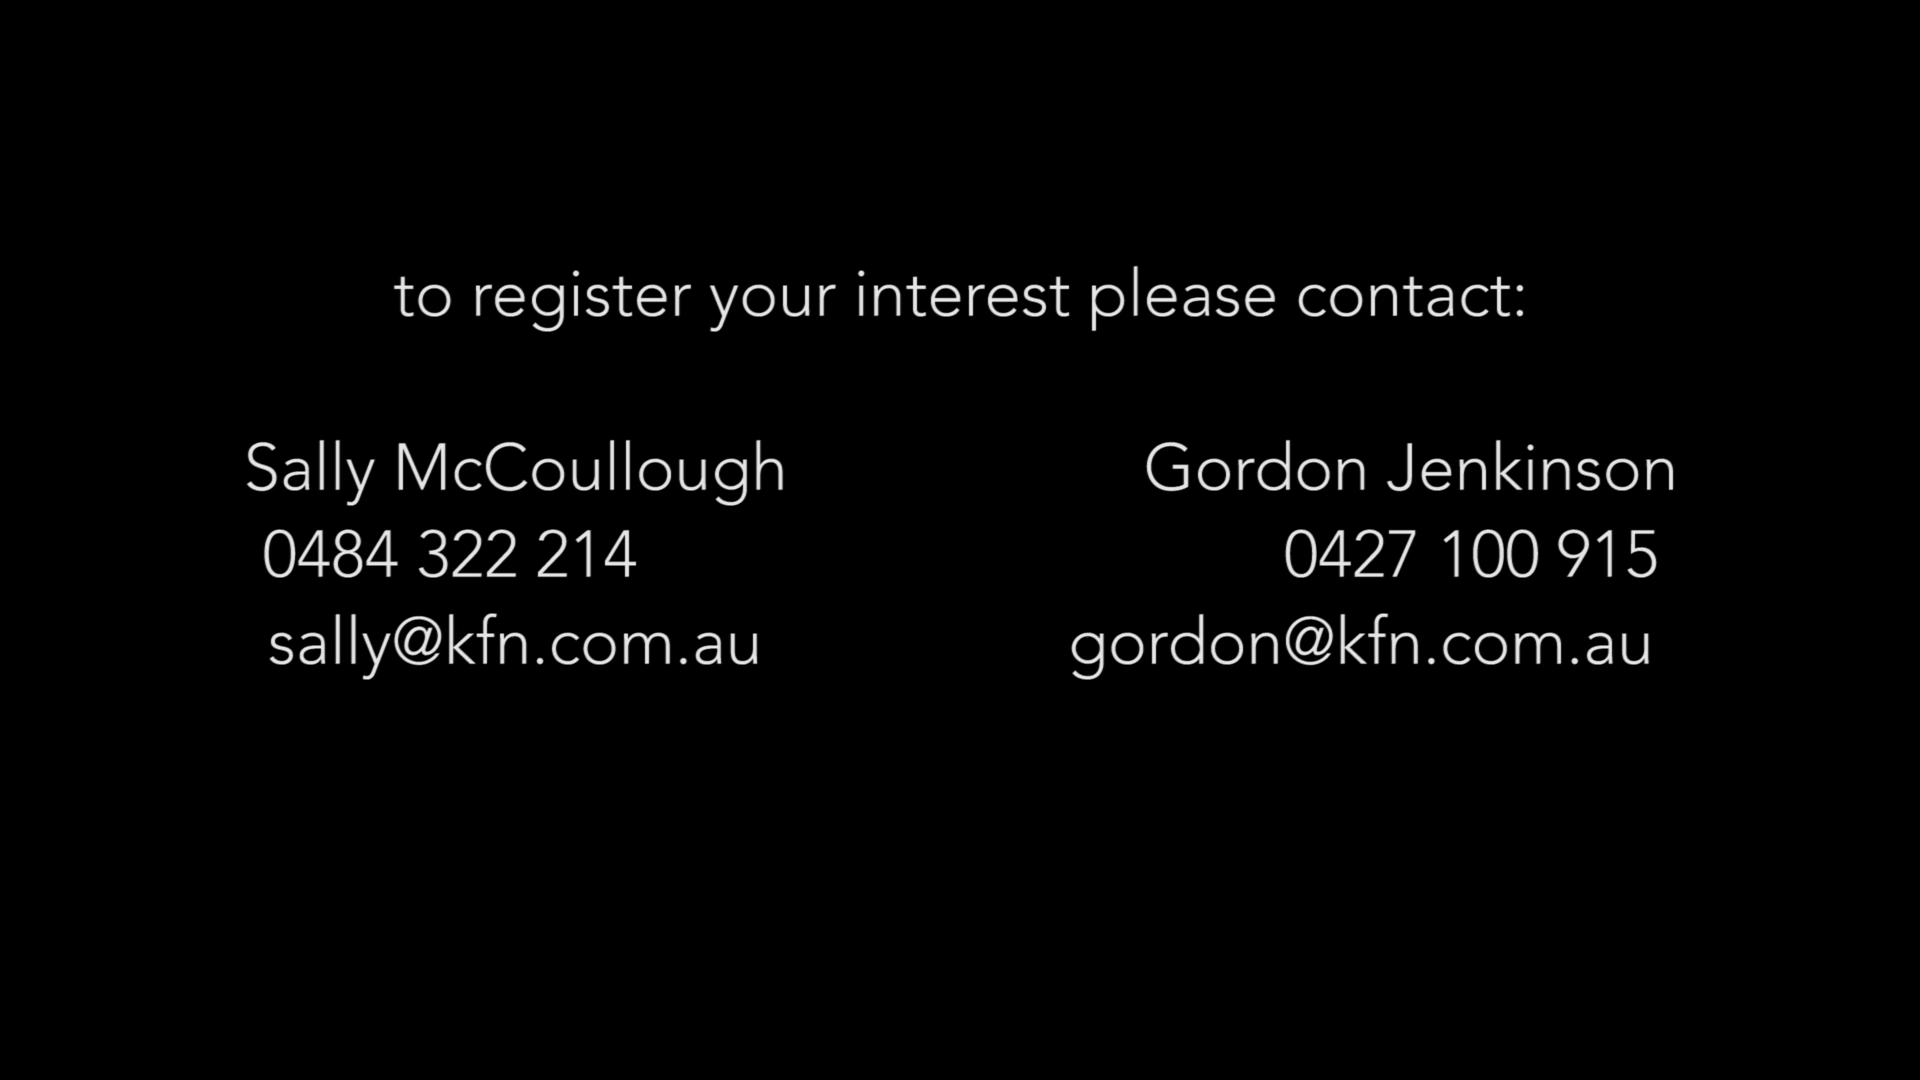 to register your interest please contact:
Sally McCoullough
0484 322 214
sally@kfn.com.au
Gordon Jenkinson
0427 100 915
gordon@kfn.com.au